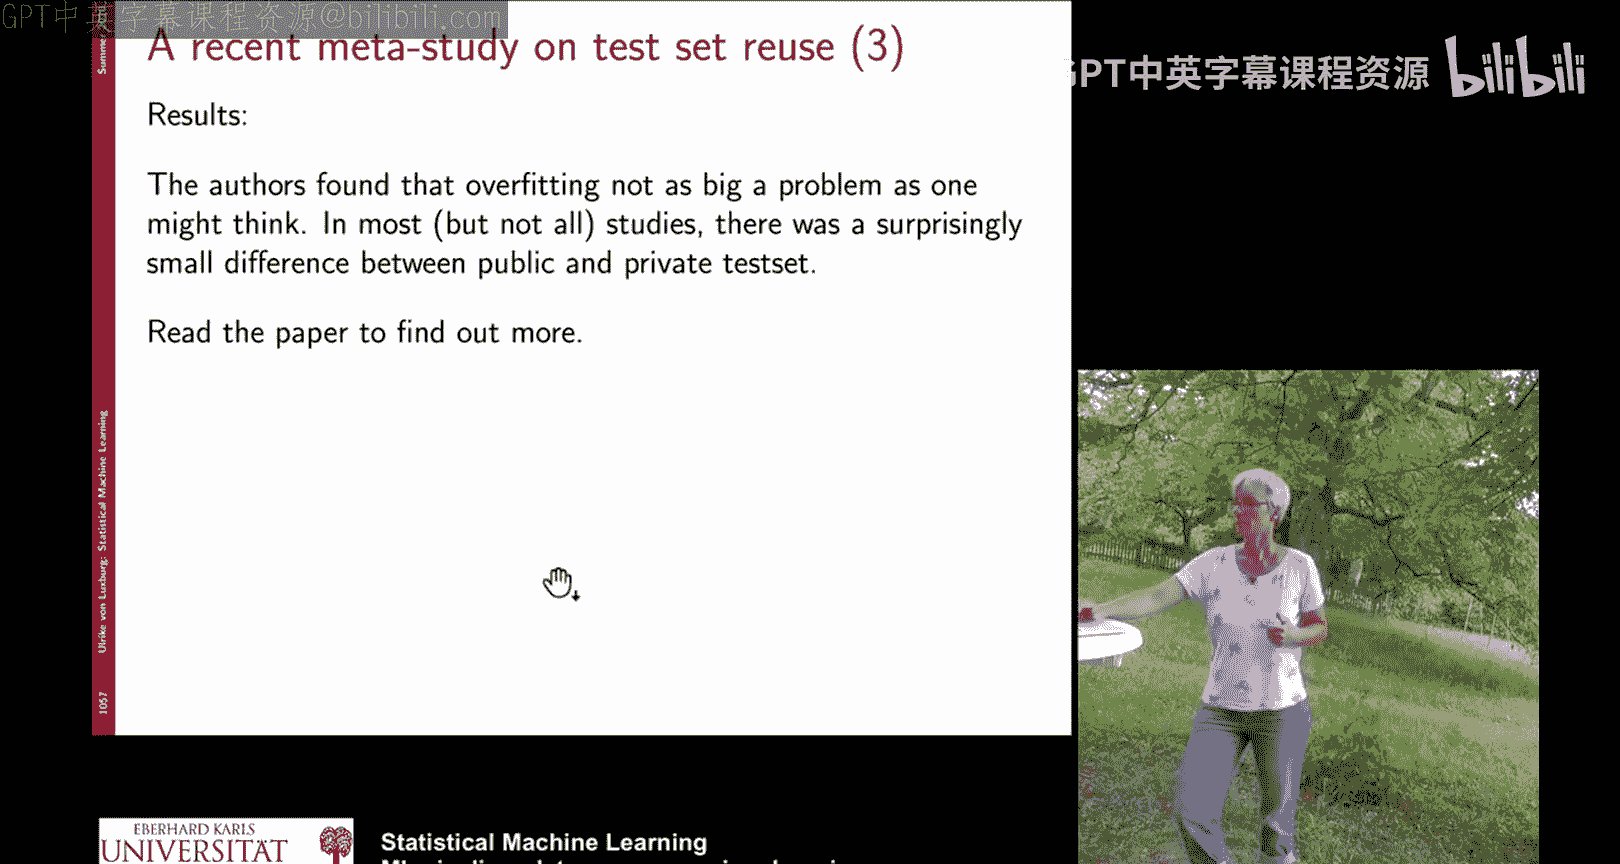 GPT中英字幕课程资源@bilibili.com
A recent meta-study on test set reuse (3)
GPT中英字幕课程资源 bilibili
Results:
The authors found that overfitting not as big a problem as one
might think. In most (but not all) studies, there was a surprisingly
small difference between public and private testset.
Read the paper to find out more.
Summe
Ulrike von Luxburg: Statistical Machine Learning
1057
EBERHARD KARLS
UNIVERSITÄT
Statistical Machine Learning